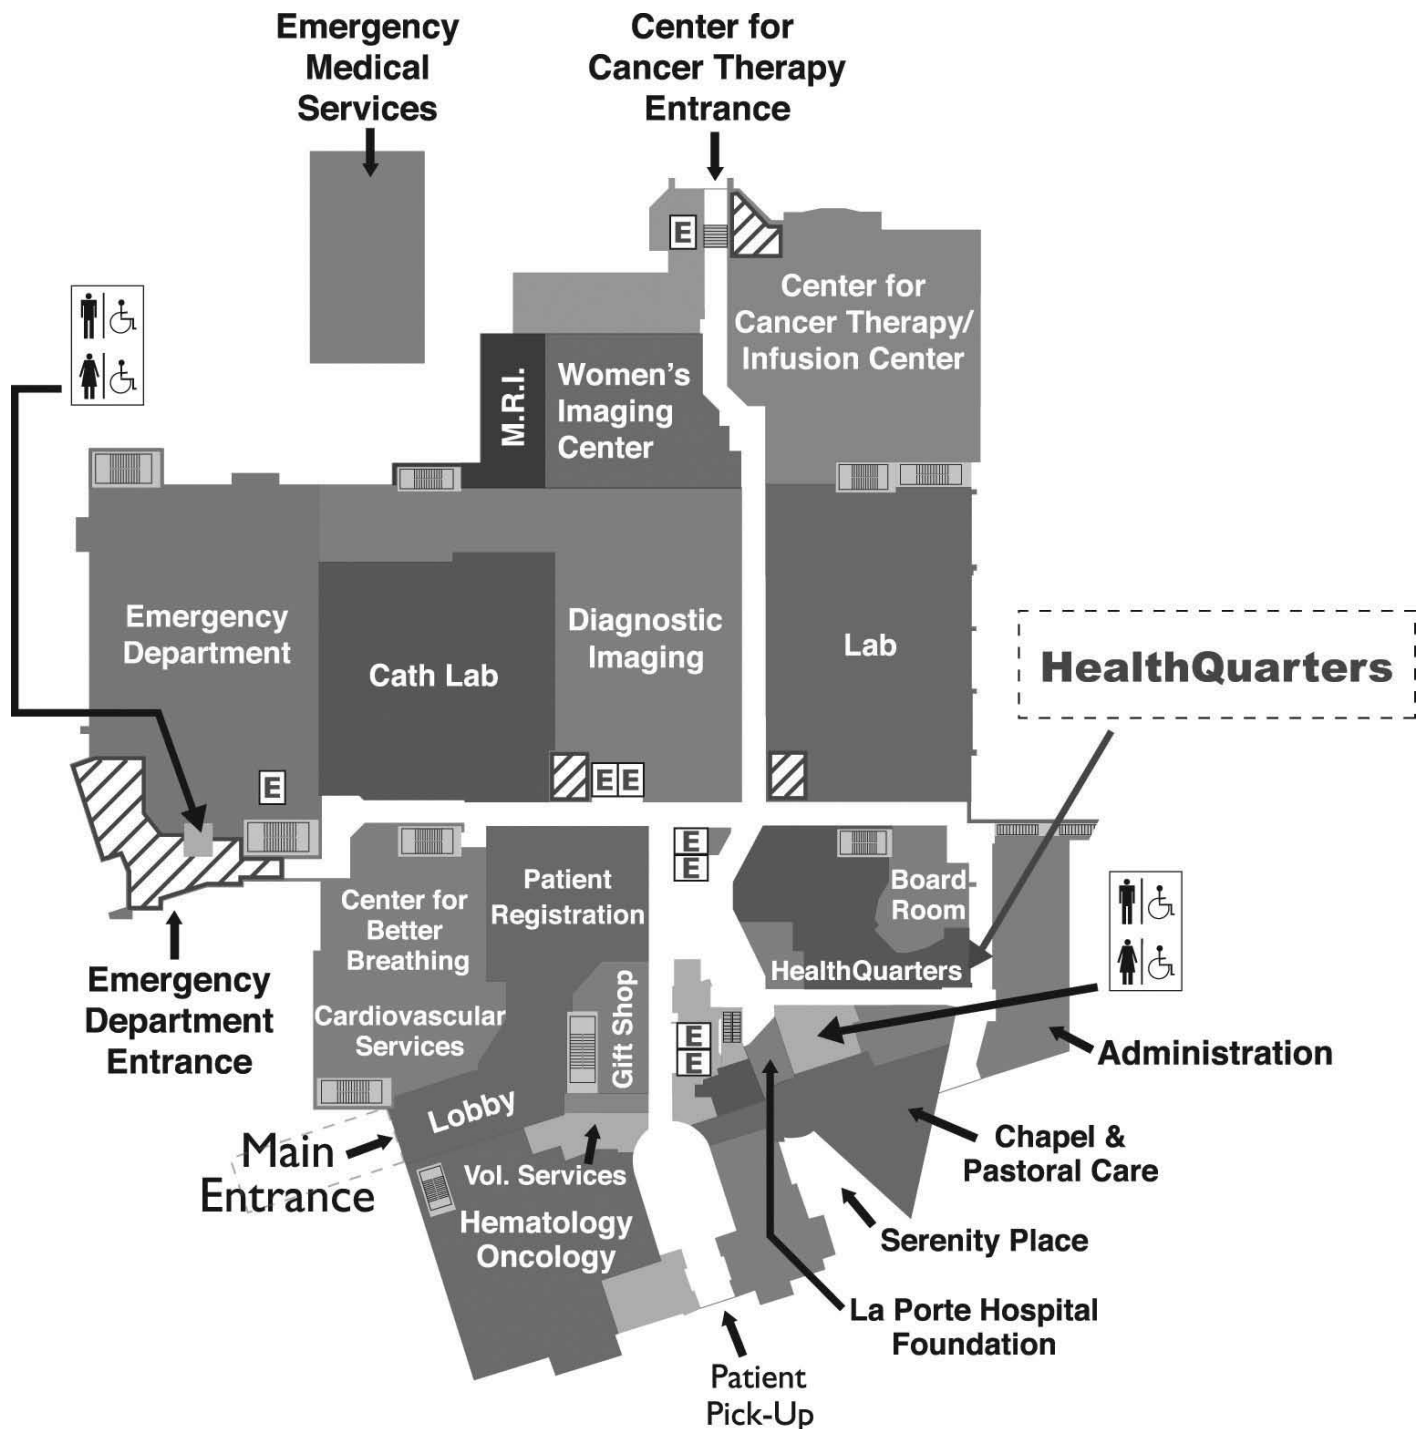 Emergency
Medical
Services
Center for
Cancer Therapy
Entrance
E
Center for
Cancer Therapy/
Infusion Center
M.R.I.
Women's
Imaging
Center
Emergency
Department
Cath Lab
Diagnostic
Imaging
Lab
HealthQuarters
E
E E
E
E
Center for
Better
Breathing
Patient
Registration
Board
Room
HealthQuarters
Cardiovascular
Services
Gift Shop
E
E
Emergency
Department
Entrance
Administration
Lobby
Main
Entrance
Vol. Services
Hematology
Oncology
Chapel &
Pastoral Care
Serenity Place
La Porte Hospital
Foundation
Patient
Pick-Up